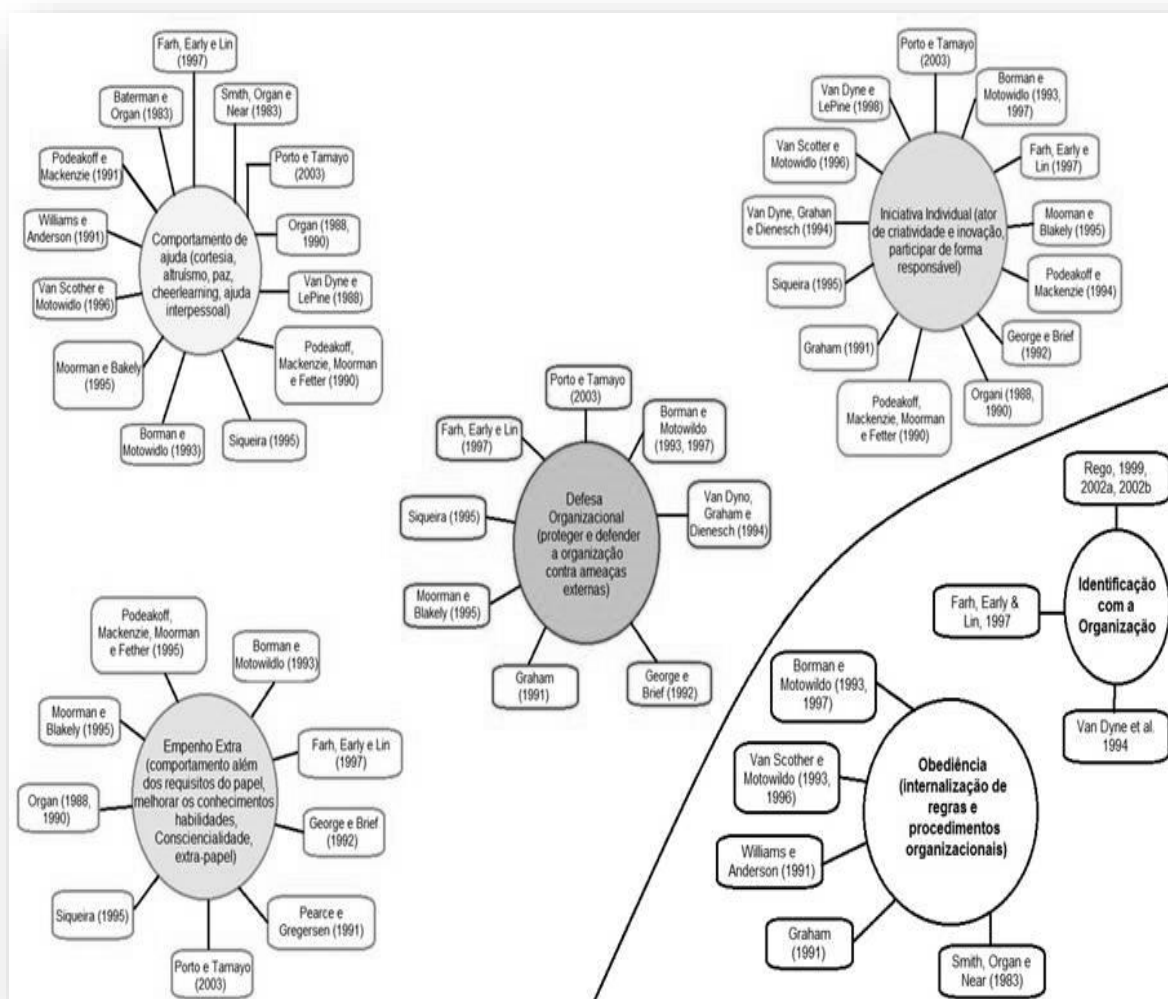 Farh, Early e Lin
(1997)
Baterman e
Organ (1983)
Smith, Organ e
Near (1983)
Podeakoff e
Mackenzie (1991)
Porto e Tamayo
(2003)
Williams e
Anderson (1991)
Organ (1988,
1990)
Comportamento de
ajuda (cortesia,
altruísmo, paz,
cheerlearning, ajuda
interpessoal)
Van Scother e
Motowidlo (1996)
Van Dyne e
LePine (1988)
Moorman e Bakely
(1995)
Podeakoff,
Mackenzie, Moorman
e Fetter (1990)
Borman e
Motowidlo (1993)
Siqueira (1995)
Porto e Tamayo
(2003)
Van Dyne e
LePine (1998)
Borman e
Motowidlo (1993,
1997)
Van Scotter e
Motowidlo (1996)
Farh, Early e
Lin (1997)
Van Dyne, Grahan
e Dienesch (1994)
Iniciativa Individual (ator
de criatividade e inovação,
participar de forma
responsável)
Moorman e
Blakely (1995)
Siqueira (1995)
Podeakoff e
Mackenzie (1994)
Graham (1991)
George e Brief
(1992)
Podeakoff,
Mackenzie, Moorman
e Fetter (1990)
Organi (1988,
1990)
Porto e Tamayo
(2003)
Farh, Early e Lin
(1997)
Borman e
Motowildo
(1993, 1997)
Siqueira (1995)
Defesa
Organizacional
(proteger e defender
a organização
contra ameaças
externas)
Van Dyno,
Graham e
Dienesch (1994)
Moorman e
Blakely (1995)
Graham
(1991)
George e
Brief (1992)
Podeakoff,
Mackenzie, Moorman
e Fether (1995)
Borman e
Motowildlo (1993)
Moorman e
Blakely (1995)
Farh, Early e Lin
(1997)
Empenho Extra
(comportamento além
dos requisitos do papel,
melhorar os conhecimentos
habilidades,
Consciencialidade,
extra-papel)
Organ (1988,
1990)
George e Brief
(1992)
Siqueira (1995)
Pearce e
Gregersen (1991)
Porto e Tamayo
(2003)
Rego, 1999,
2002a, 2002b
Farh, Early &
Lin, 1997
Identificação
com a
Organização
Van Dyne et al.
1994
Borman e
Motowildo (1993,
1997)
Van Scother e
Motowildo (1993,
1996)
Obediência
(internalização de
regras e
procedimentos
organizacionais)
Williams e
Anderson (1991)
Graham
(1991)
Smith, Organ e
Near (1983)